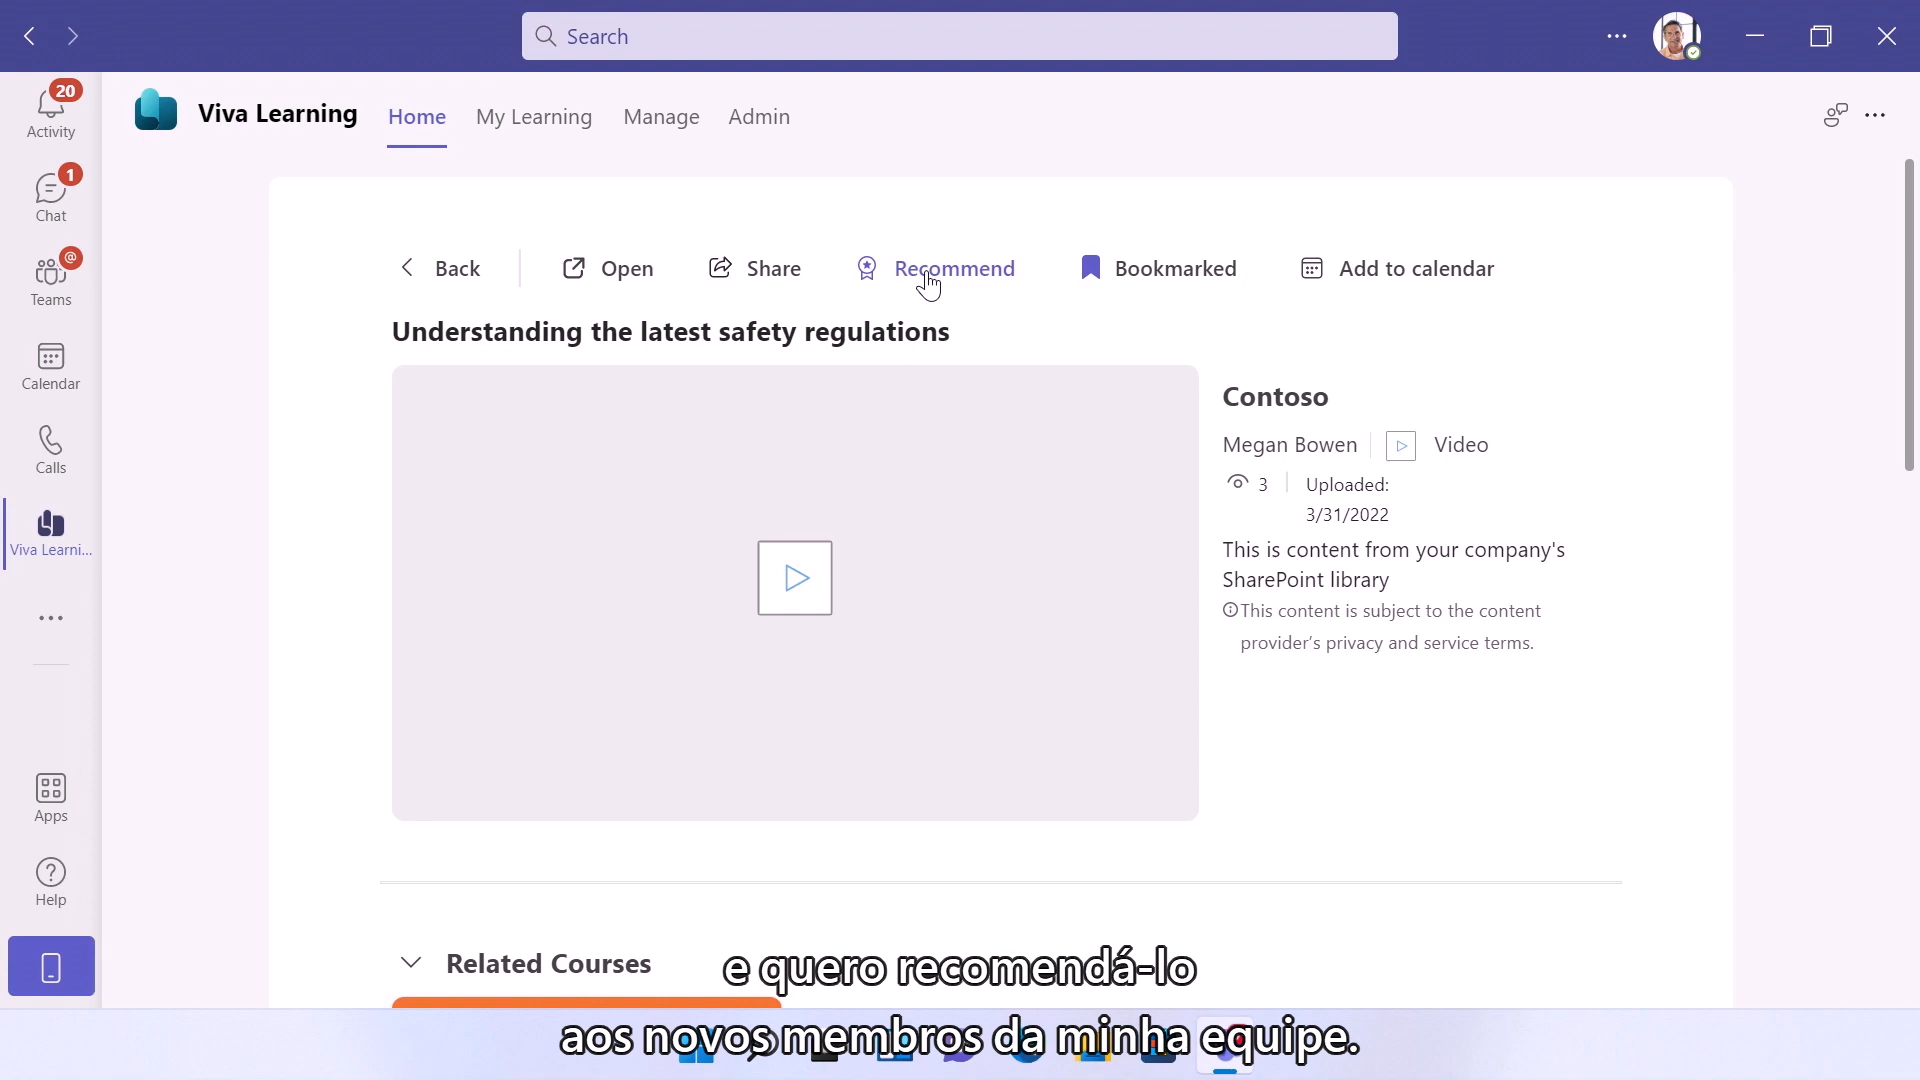 Search
20
Activity
1
Chat
@
Teams
Calendar
Calls
Viva Learni...
Apps
Help
Viva Learning
Home
My Learning
Manage
Admin
Back
Open
Share
Recommend
Bookmarked
Add to calendar
Understanding the latest safety regulations
Contoso
Megan Bowen
Video
3
Uploaded:
3/31/2022
This is content from your company's
SharePoint library
This content is subject to the content
provider's privacy and service terms.
Related Courses
e quero recomendá-lo
aos novos membros da minha equipe.